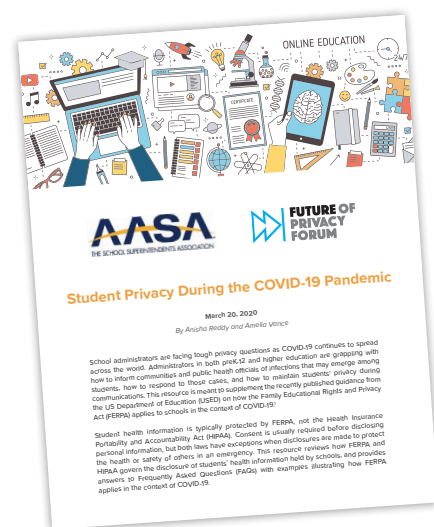 ONLINE EDUCATION
24/7
CERTIFICATE
AASA
THE SCHOOL SUPERINTENDENTS ASSOCIATION
FUTURE OF
PRIVACY
FORUM
Student Privacy During the COVID-19 Pandemic
March 20, 2020
By Anisha Reddy and Amelia Vance
School administrators are facing tough privacy questions as COVID-19 continues to spread
across the world. Administrators in both preK-12 and higher education are grappling with
how to inform communities and public health officials of infections that may emerge among
students, how to respond to those cases, and how to maintain students' privacy during
communications. This resource is meant to supplement the recently published guidance from
the US Department of Education (USED) on how the Family Educational Rights and Privacy
Act (FERPA) applies to schools in the context of COVID-19.¹
Student health information is typically protected by FERPA, not the Health Insurance
Portability and Accountability Act (HIPAA). Consent is usually required before disclosing
personal information, but both laws have exceptions when disclosures are made to protect
the health or safety of others in an emergency. This resource reviews how FERPA and
HIPAA govern the disclosure of students' health information held by schools, and provides
answers to Frequently Asked Questions (FAQs) with examples illustrating how FERPA
applies in the context of COVID-19.